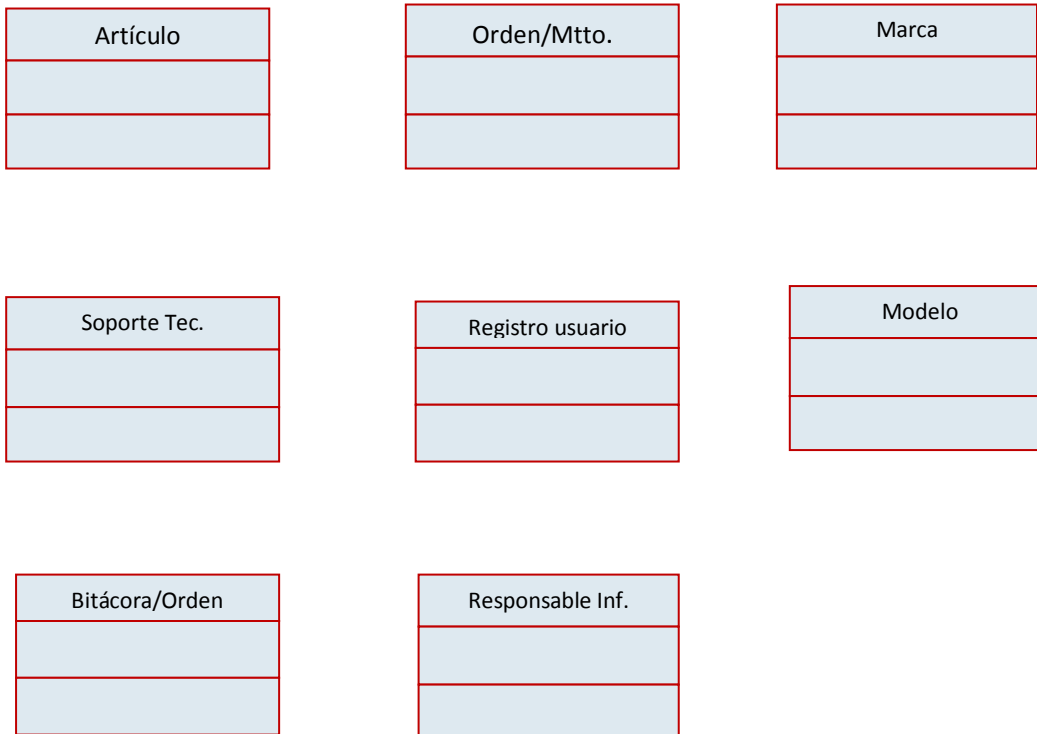 Artículo
Orden/Mtto.
Marca
Soporte Tec.
Registro usuario
Modelo
Bitácora/Orden
Responsable Inf.